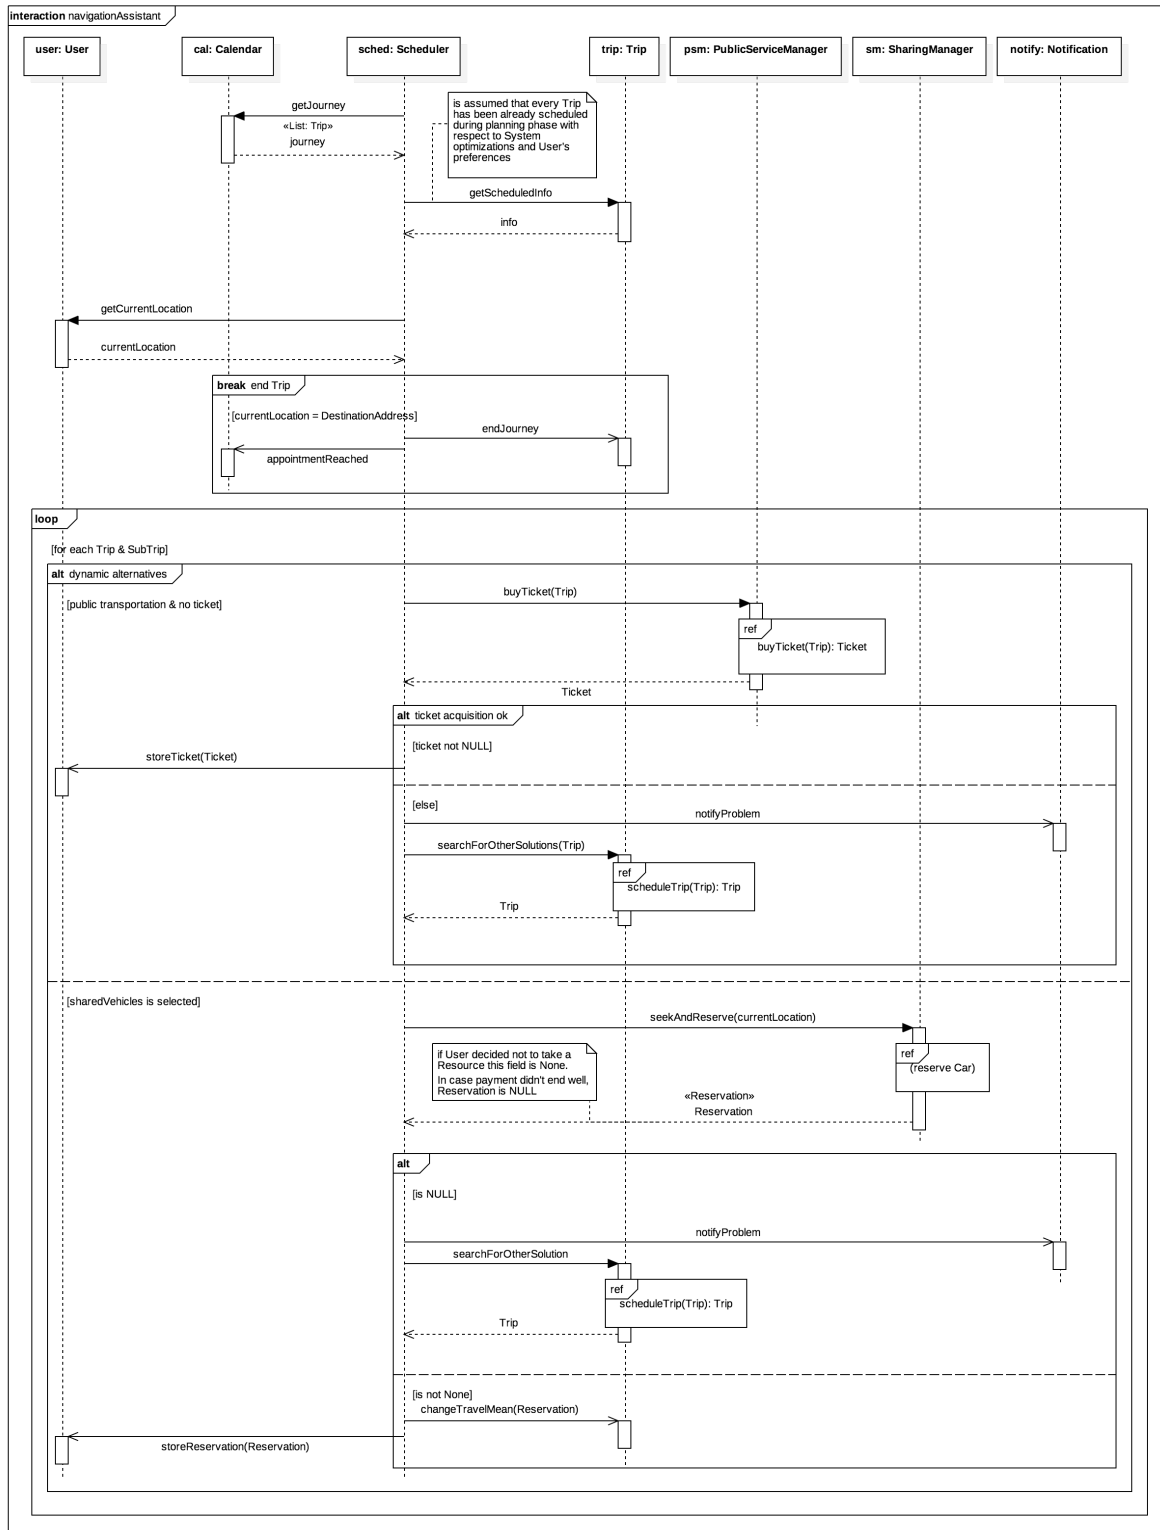 interaction navigationAssistant
user: User
cal: Calendar
sched: Scheduler
trip: Trip
psm: PublicServiceManager
sm: SharingManager
notify: Notification
getJourney
«List: Trip»
journey
is assumed that every Trip
has been already scheduled
during planning phase with
respect to System
optimizations and User's
preferences
getScheduledInfo
info
getCurrentLocation
currentLocation
break end Trip
[currentLocation = DestinationAddress]
endJourney
appointmentReached
loop
[for each Trip & SubTrip]
alt dynamic alternatives
[public transportation & no ticket]
buyTicket(Trip)
ref
buyTicket(Trip): Ticket
Ticket
alt ticket acquisition ok
[ticket not NULL]
storeTicket(Ticket)
[else]
notifyProblem
searchForOtherSolutions(Trip)
ref
scheduleTrip(Trip): Trip
Trip
[sharedVehicles is selected]
seekAndReserve(currentLocation)
ref
(reserve Car)
if User decided not to take a
Resource this field is None.
In case payment didn't end well,
Reservation is NULL
«Reservation»
Reservation
alt
[is NULL]
notifyProblem
searchForOtherSolution
ref
scheduleTrip(Trip): Trip
Trip
[is not None]
changeTravelMean(Reservation)
storeReservation(Reservation)